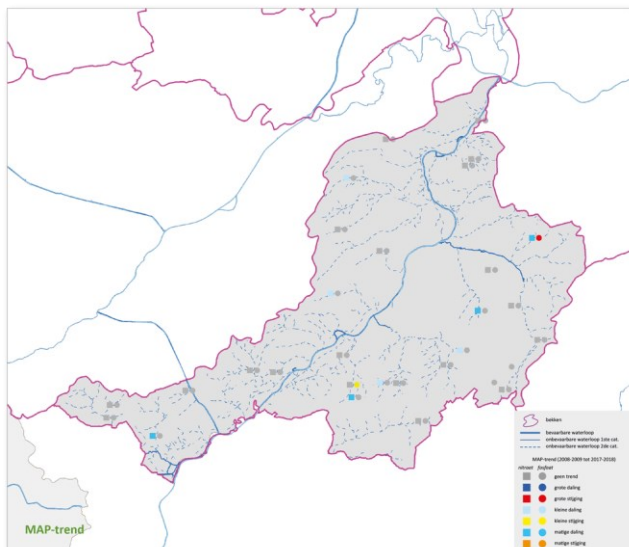 bekken
bevaarbare waterloop
onbevaarbare waterloop 1ste cat.
onbevaarbare waterloop 2de cat.
MAP-trend (2008-2009 tot 2017-2018)
nitraat fosfaat
geen trend
grote daling
grote stijging
kleine daling
kleine stijging
matige daling
matige stijging
MAP-trend